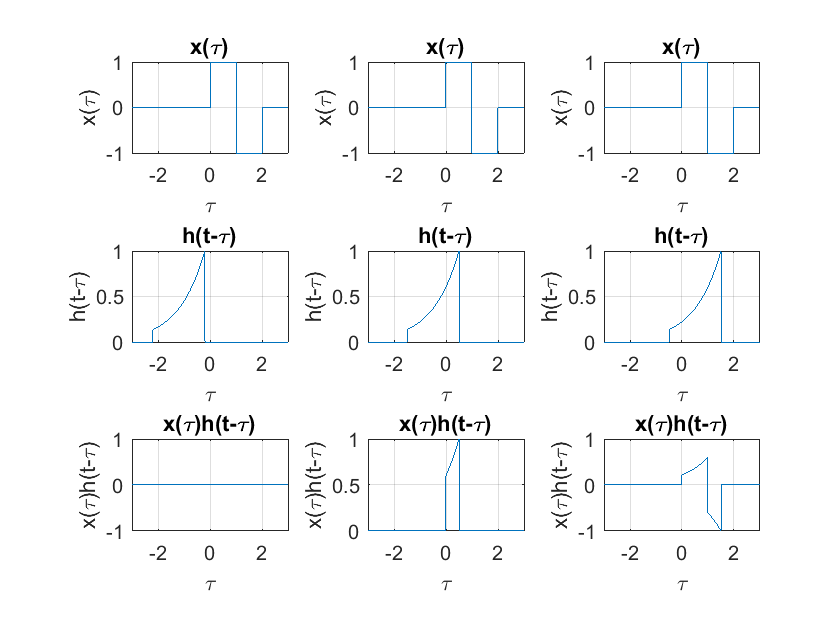 x(τ) x(τ) x(τ)
x(τ) 1 0 -1 x(τ) 1 0 -1 x(τ) 1 0 -1
-2 0 2 -2 0 2 -2 0 2
τ τ τ
h(t-τ) h(t-τ) h(t-τ)
h(t-τ) 1 0.5 0 h(t-τ) 1 0.5 0 h(t-τ) 1 0.5 0
-2 0 2 -2 0 2 -2 0 2
τ τ τ
x(τ)h(t-τ) x(τ)h(t-τ) x(τ)h(t-τ)
x(τ)h(t-τ) 1 0 -1 x(τ)h(t-τ) 1 0.5 0 x(τ)h(t-τ) 1 0 -1
-2 0 2 -2 0 2 -2 0 2
τ τ τ